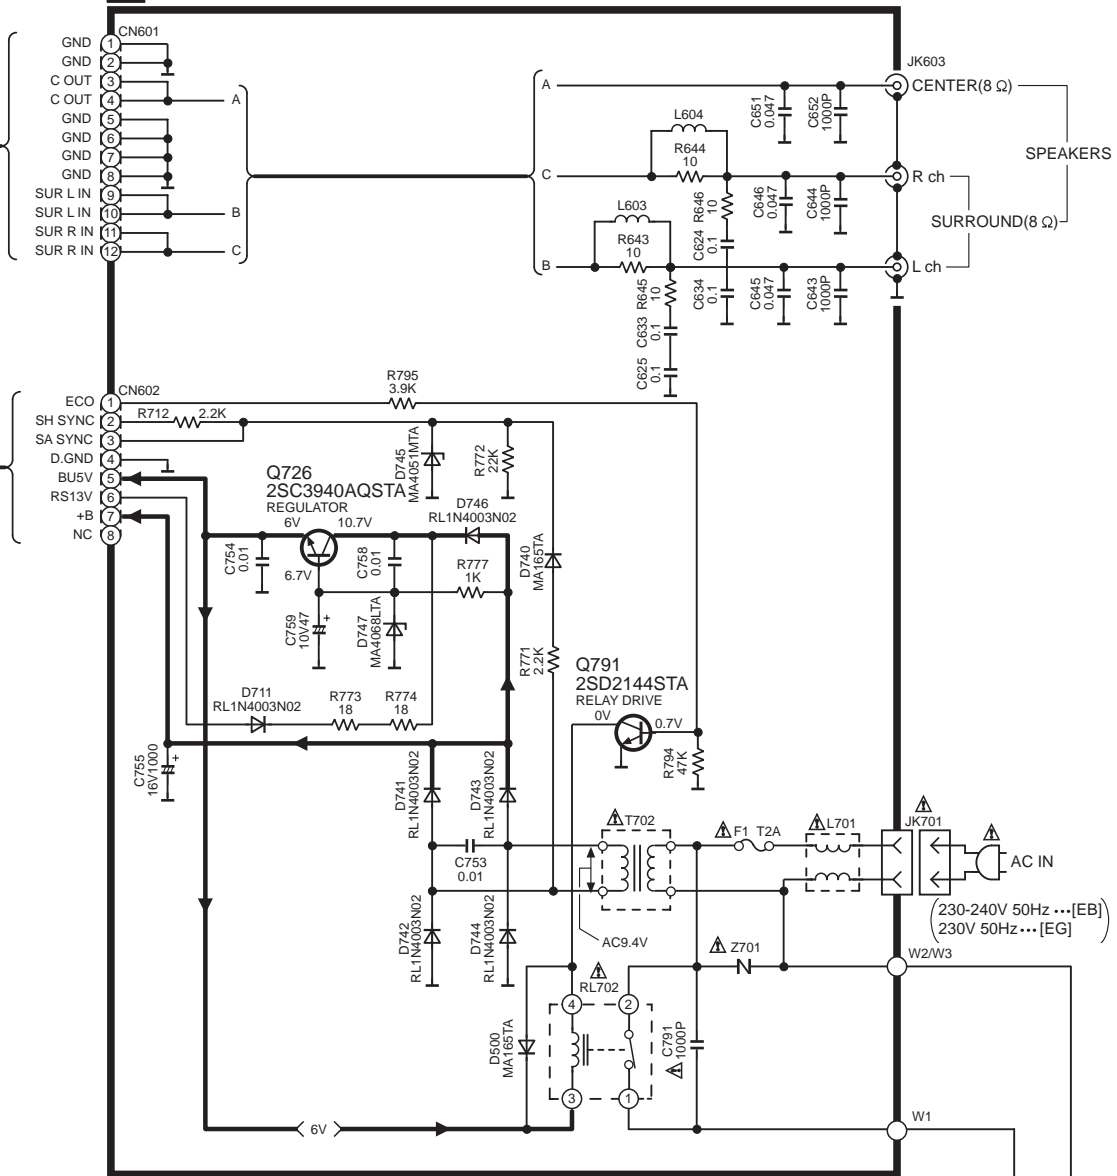 CN601
GND 1
GND 2
C OUT 3
C OUT 4
GND 5
GND 6
GND 7
GND 8
SUR L IN 9
SUR L IN 10
SUR R IN 11
SUR R IN 12
A
B
C
A
C
B
L604
R644
10
L603
R643
10
R646
10
C624
0.1
C634
0.1
R645
10
C633
0.1
C625
0.1
C651
0.047
C652
1000P
C646
0.047
C644
1000P
C645
0.047
C643
1000P
JK603
CENTER(8 Ω)
R ch
SURROUND(8 Ω)
L ch
SPEAKERS
CN602
ECO 1
SH SYNC 2
SA SYNC 3
D.GND 4
BU5V 5
RS13V 6
+B 7
NC 8
R795
3.9K
R712 2.2K
D745
MA4051MTA
R772
22K
Q726
2SC3940AQSTA
REGULATOR
6V 10.7V
6.7V
D746
RL1N4003N02
C754
0.01
C758
0.01
R777
1K
D740
MA165TA
C759
10V47
+
D747
MA4068LTA
R771
2.2K
Q791
2SD2144STA
RELAY DRIVE
0V 0.7V
R794
47K
D711
RL1N4003N02
R773
18
R774
18
C755
16V1000
+
D741
RL1N4003N02
D743
RL1N4003N02
C753
0.01
D742
RL1N4003N02
D744
RL1N4003N02
T702
AC9.4V
F1 T2A
L701
JK701
AC IN
230-240V 50Hz •••[EB]
230V 50Hz •••[EG]
Z701
W2/W3
RL702
4 2
3 1
D500
MA165TA
C791
1000P
W1
6V